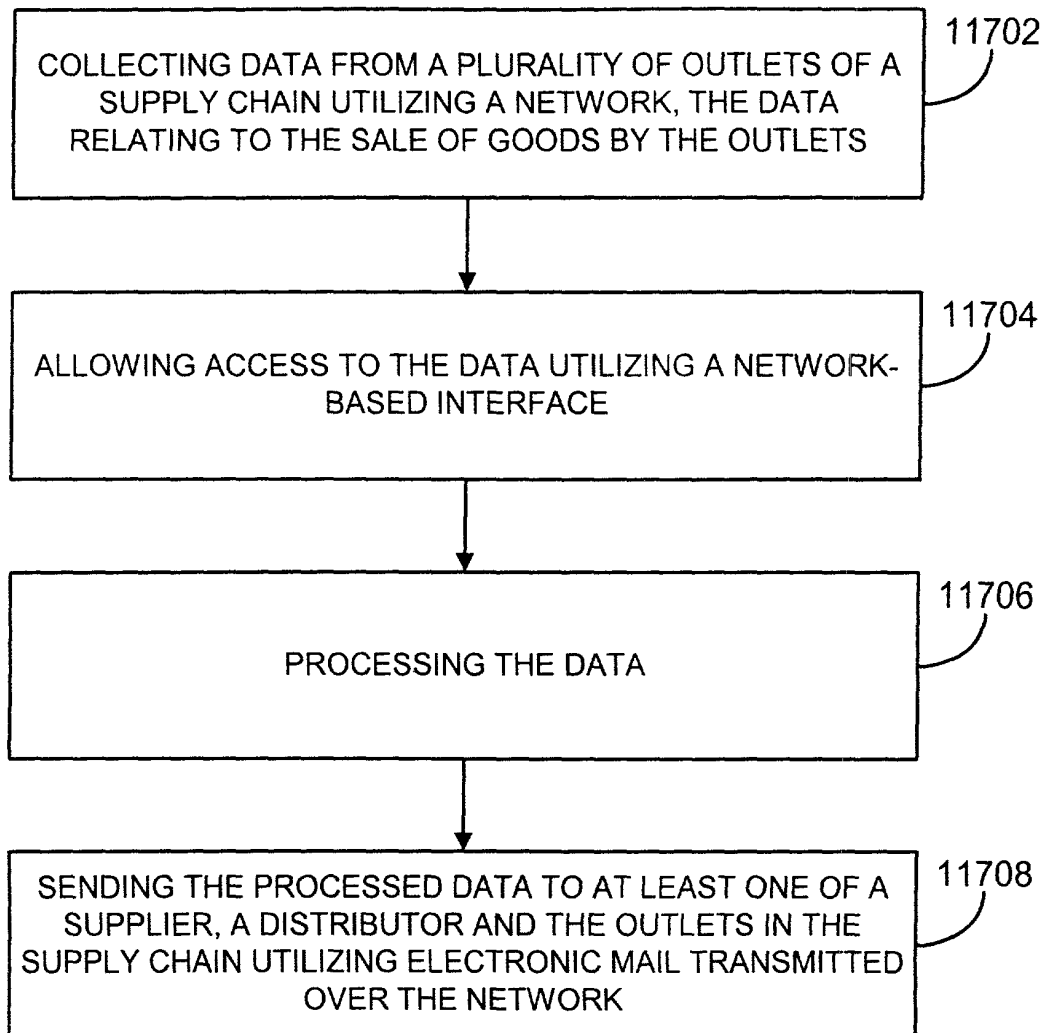 11702
COLLECTING DATA FROM A PLURALITY OF OUTLETS OF A
SUPPLY CHAIN UTILIZING A NETWORK, THE DATA
RELATING TO THE SALE OF GOODS BY THE OUTLETS
11704
ALLOWING ACCESS TO THE DATA UTILIZING A NETWORK-
BASED INTERFACE
11706
PROCESSING THE DATA
11708
SENDING THE PROCESSED DATA TO AT LEAST ONE OF A
SUPPLIER, A DISTRIBUTOR AND THE OUTLETS IN THE
SUPPLY CHAIN UTILIZING ELECTRONIC MAIL TRANSMITTED
OVER THE NETWORK